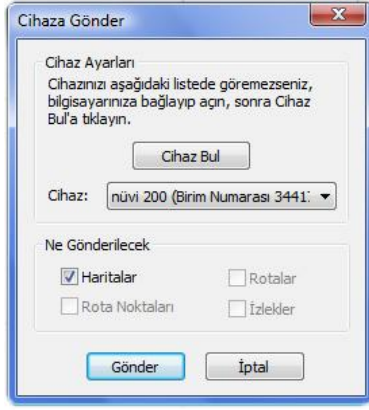 Cihaza Gönder
Cihaz Ayarları
Cihazınızı aşağıdaki listede göremezseniz,
bilgisayarınıza bağlayıp açın, sonra Cihaz
Bul'a tıklayın.
Cihaz Bul
Cihaz: nüvi 200 (Birim Numarası 34417
Ne Gönderilecek
Haritalar Rotalar
Rota Noktaları İzlekler
Gönder İptal